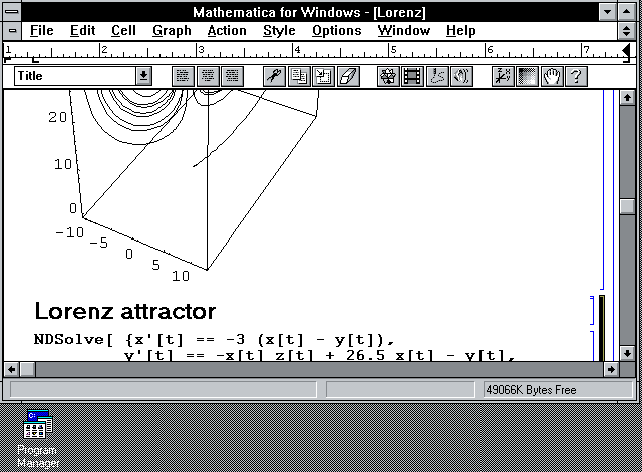 Mathematica for Windows - [Lorenz]
File Edit Cell Graph Action Style Options Window Help
1 2 3 4 5 6 7
Title
20
10
0
-10 -5 0 5 10
Lorenz attractor
NDSolve[ {x'[t] == -3 (x[t] - y[t]),
y'[t] == -x[t] z[t] + 26.5 x[t] - y[t],
49066K Bytes Free
Program
Manager